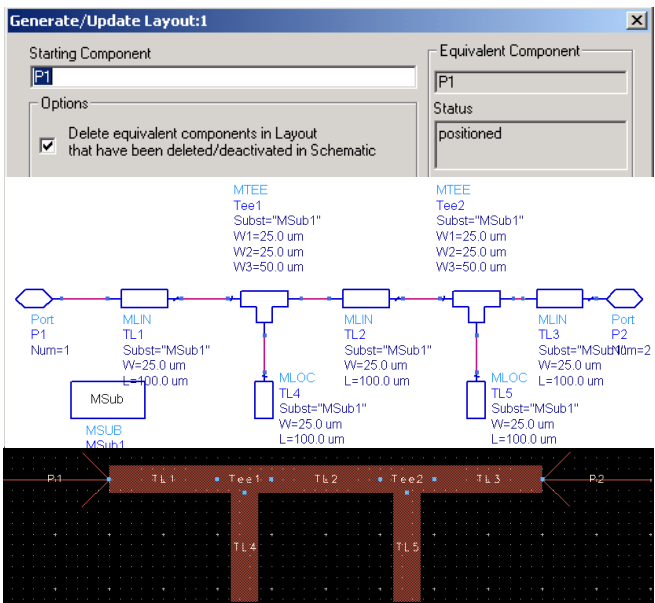 Generate/Update Layout:1
Starting Component
P1
Options
Delete equivalent components in Layout
that have been deleted/deactivated in Schematic
Equivalent Component
P1
Status
positioned
MTEE
Tee1
Subst="MSub1"
W1=25.0 um
W2=25.0 um
W3=50.0 um
MTEE
Tee2
Subst="MSub1"
W1=25.0 um
W2=25.0 um
W3=50.0 um
Port
P1
Num=1
MLIN
TL1
Subst="MSub1"
W=25.0 um
L=100.0 um
MLIN
TL2
Subst="MSub1"
W=25.0 um
L=100.0 um
MLIN
TL3
Subst="MSub1"
W=25.0 um
L=100.0 um
Port
P2
Num=2
MSub
MSUB
MSub1
MLOC
TL4
Subst="MSub1"
W=25.0 um
L=100.0 um
MLOC
TL5
Subst="MSub1"
W=25.0 um
L=100.0 um
P1 TL1 Tee1 TL2 Tee2 TL3 P2
TL4 TL5